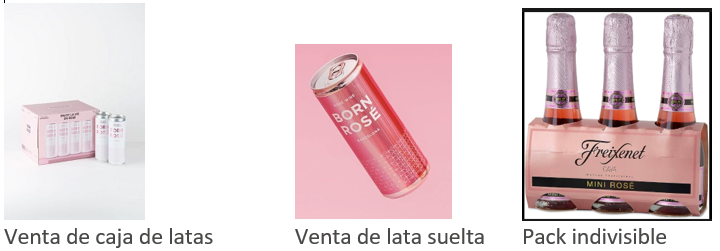 BORN
ROSÉ
Freixenet
MINI ROSÉ
Venta de caja de latas
Venta de lata suelta
Pack indivisible